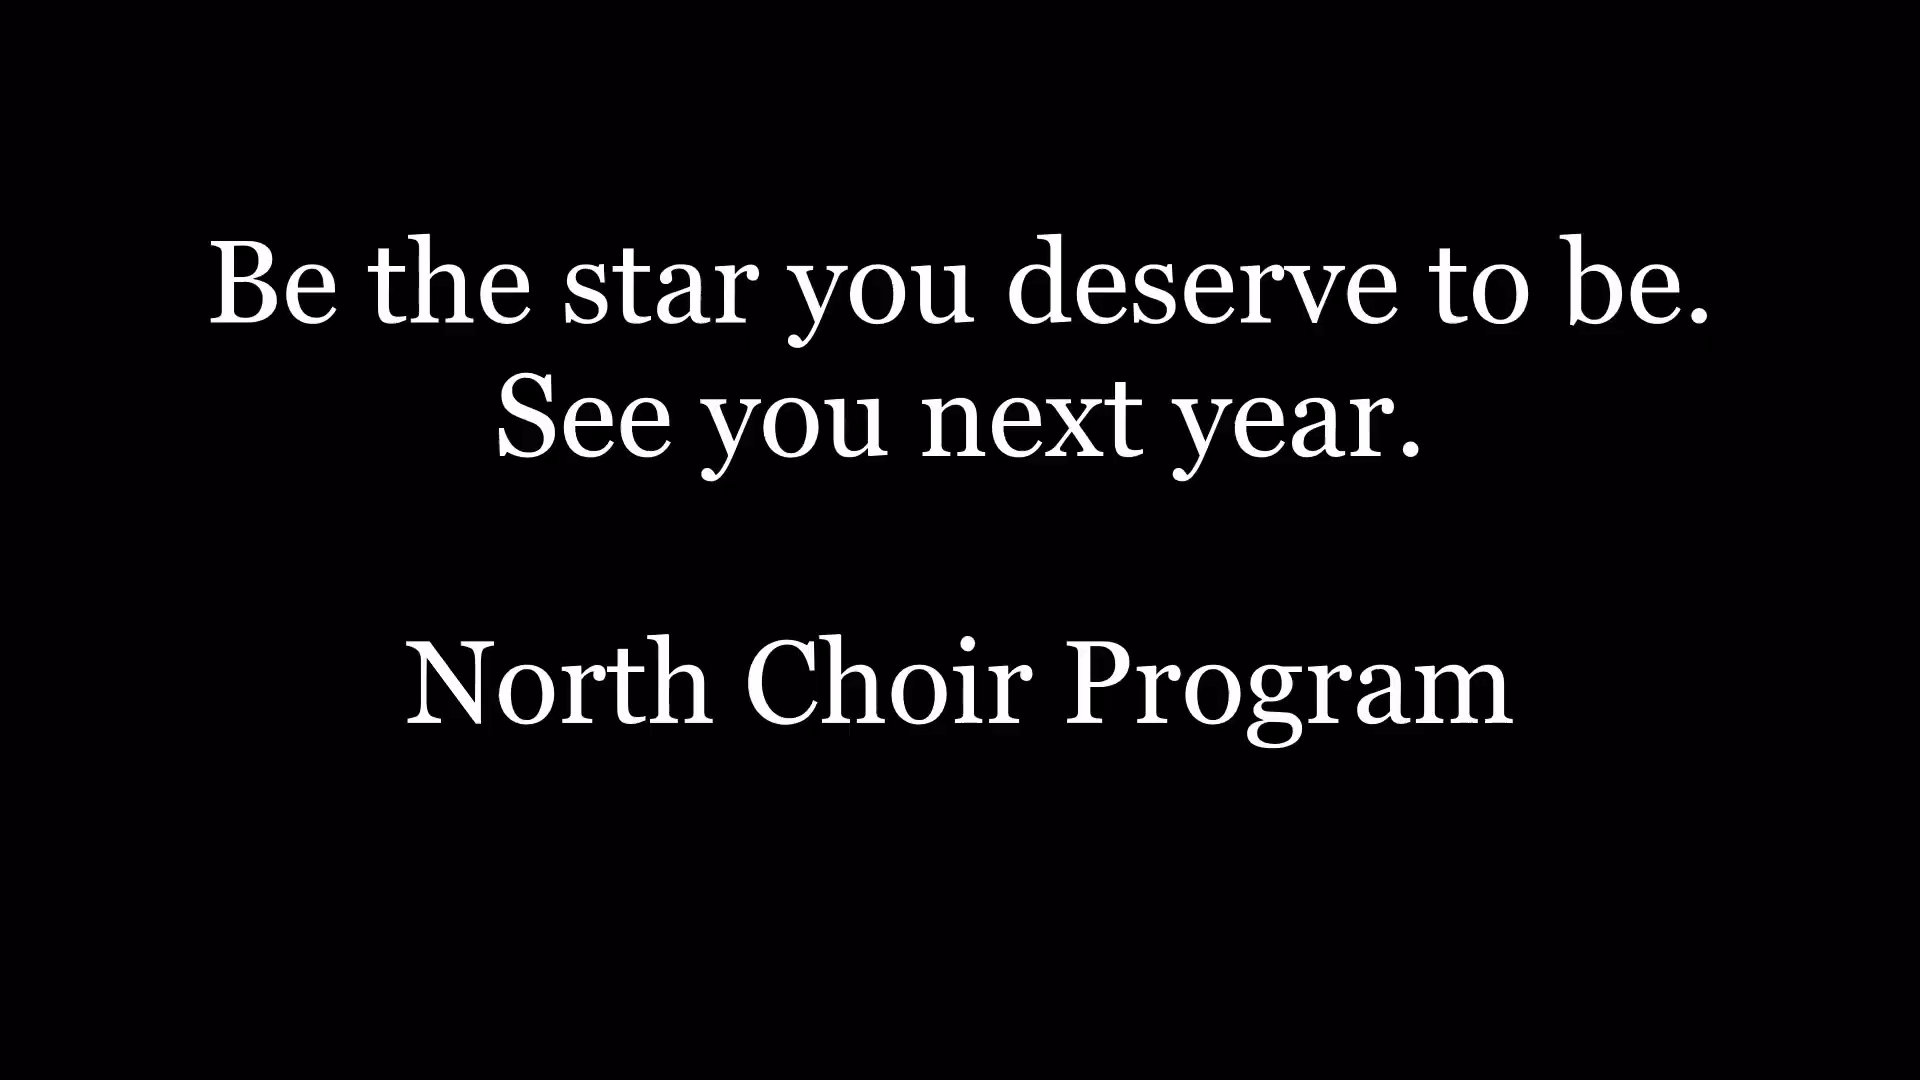 Be the star you deserve to be.
See you next year.
North Choir Program